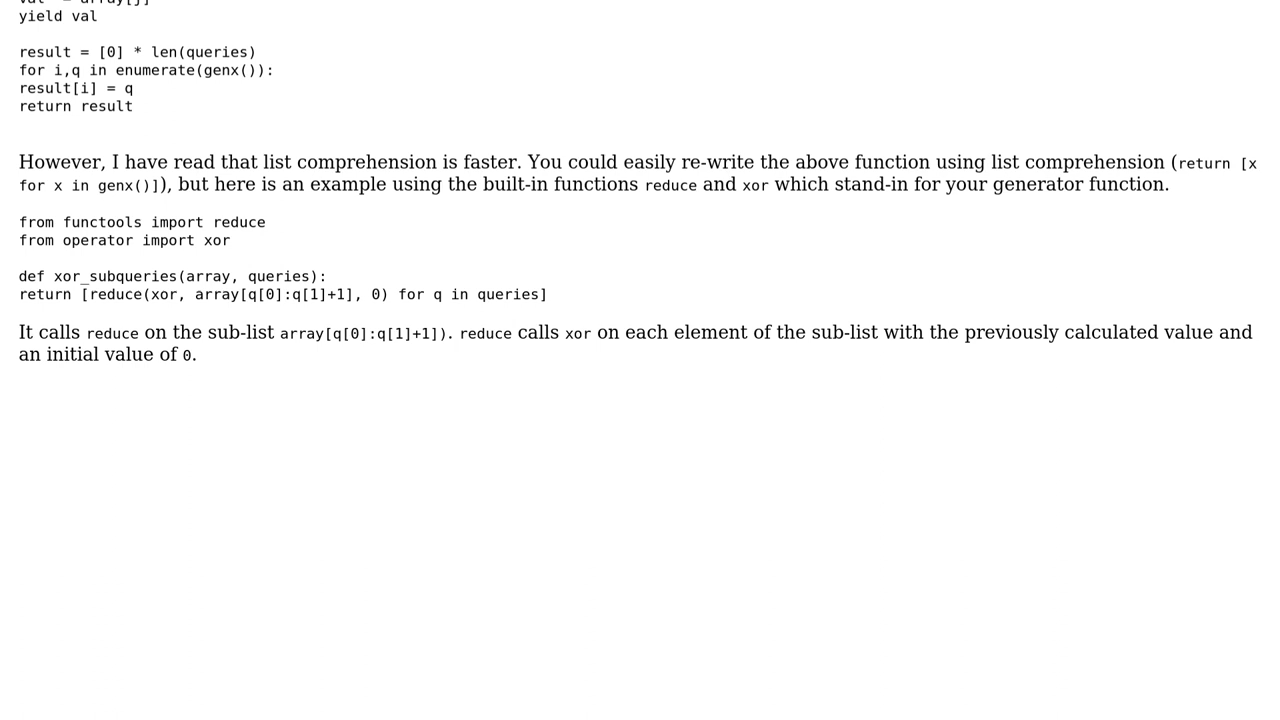 yield val
result = [0] * len(queries)
for i,q in enumerate(genx()):
result[i] = q
return result
However, I have read that list comprehension is faster. You could easily re-write the above function using list comprehension (return [x
for x in genx()]), but here is an example using the built-in functions reduce and xor which stand-in for your generator function.
from functools import reduce
from operator import xor
def xor_subqueries(array, queries):
return [reduce(xor, array[q[0]:q[1]+1], 0) for q in queries]
It calls reduce on the sub-list array[q[0]:q[1]+1]). reduce calls xor on each element of the sub-list with the previously calculated value and
an initial value of 0.